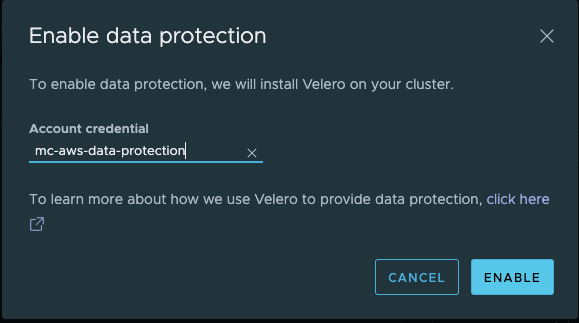 Enable data protection
To enable data protection, we will install Velero on your cluster.
Account credential
mc-aws-data-protection
To learn more about how we use Velero to provide data protection, click here
CANCEL
ENABLE